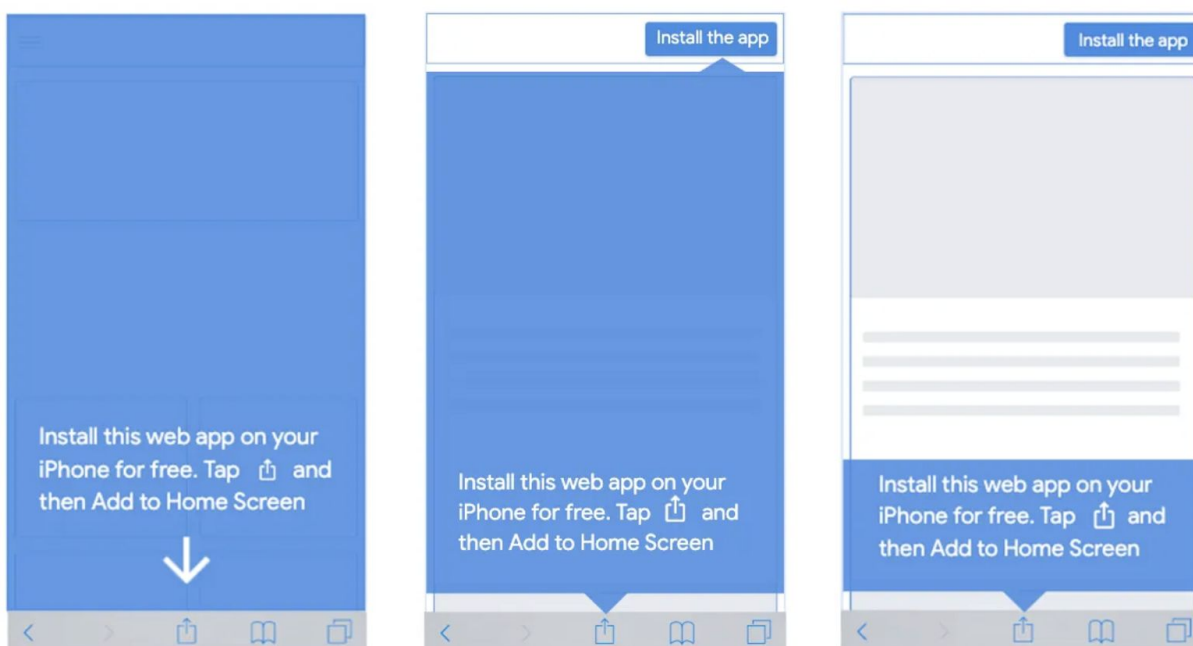 Install this web app on your
iPhone for free. Tap and
then Add to Home Screen
Install the app
Install this web app on your
iPhone for free. Tap and
then Add to Home Screen
Install the app
Install this web app on your
iPhone for free. Tap and
then Add to Home Screen